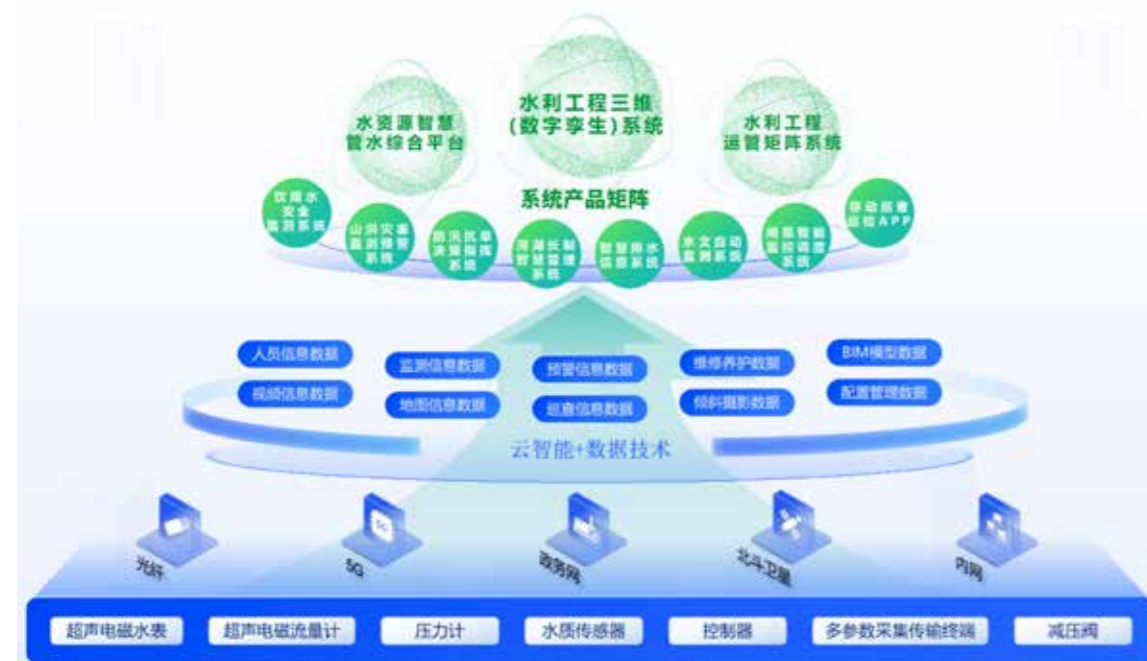 水利工程三维
(数字孪生)系统
水资源智慧
管水综合平台
水利工程
运管矩阵系统
系统产品矩阵
饮用水
安全
监测系统
山洪灾害
监测预警
系统
防汛抗旱
决策指挥
系统
河湖长制
智慧管理
系统
智慧用水
信息系统
水文自动
监测系统
闸泵智能
监控调度
系统
移动巡查
巡检APP
人员信息数据
监测信息数据
预警信息数据
维修养护数据
BIM模型数据
视频信息数据
地图信息数据
巡查信息数据
倾斜摄影数据
配置管理数据
云智能+数据技术
光纤
5G
5G
政务网
北斗卫星
内网
超声电磁水表
超声电磁流量计
压力计
水质传感器
控制器
多参数采集传输终端
减压阀